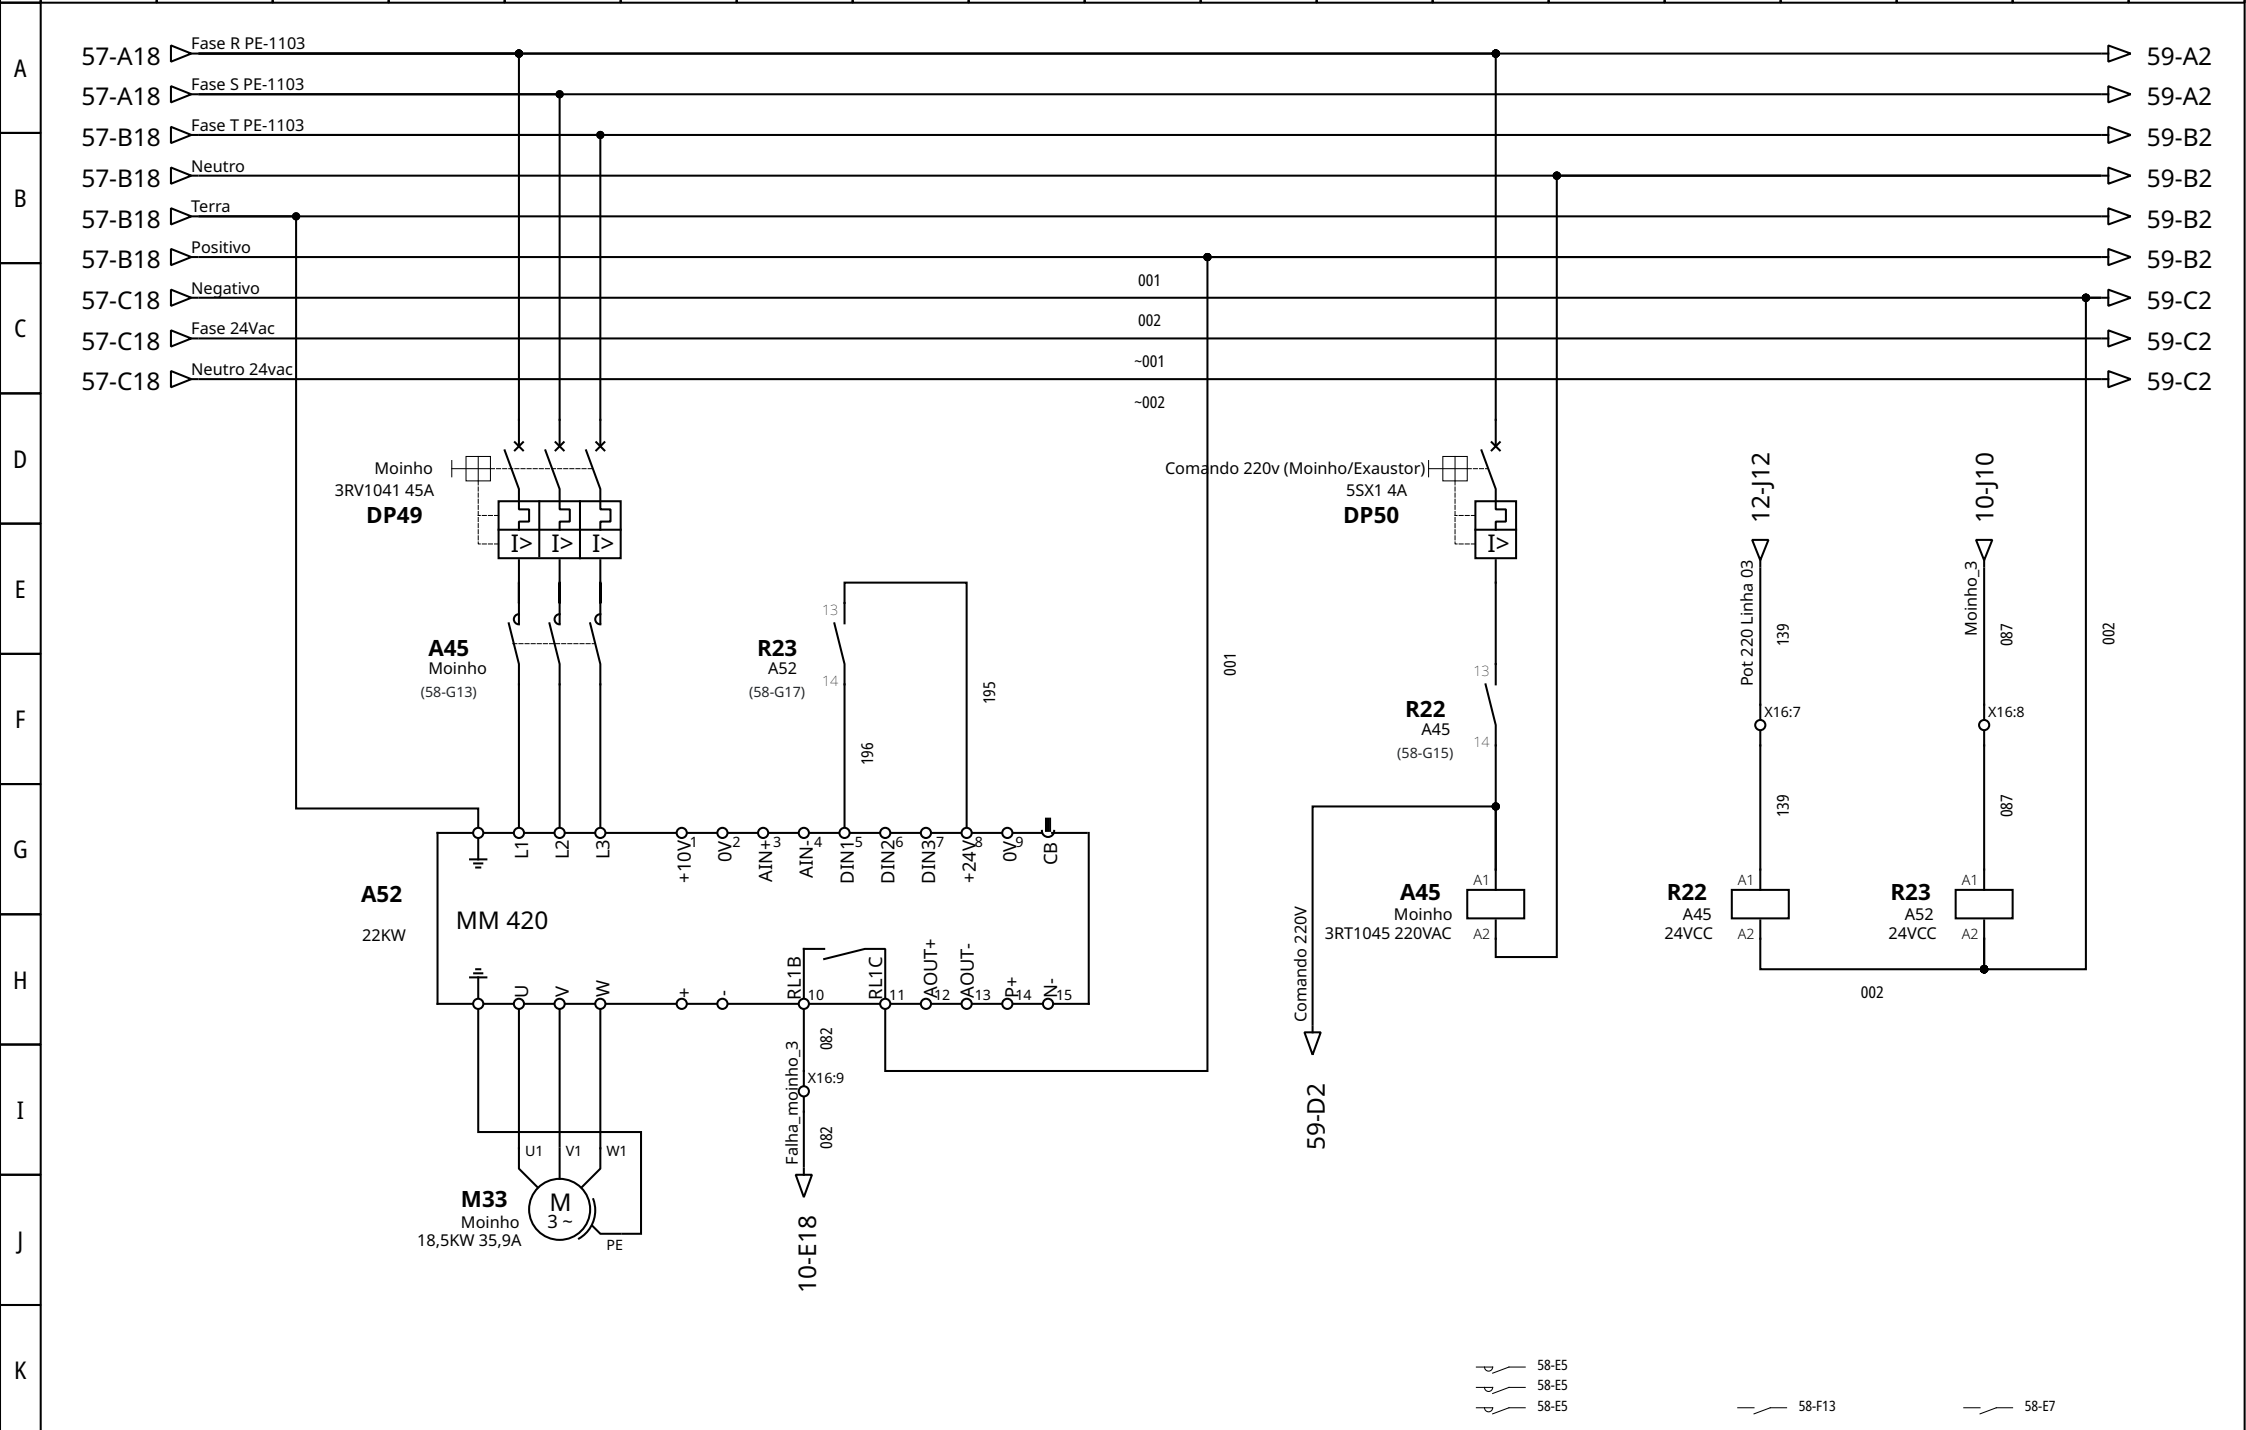 A
B
C
D
E
F
G
H
I
J
K
57-A18 Fase R PE-1103 59-A2
57-A18 Fase S PE-1103 59-A2
57-B18 Fase T PE-1103 59-B2
57-B18 Neutro 59-B2
57-B18 Terra 59-B2
57-B18 Positivo 59-B2
001
57-C18 Negativo 59-C2
002
57-C18 Fase 24Vac 59-C2
~001
57-C18 Neutro 24vac 59-C2
~002
Moinho
3RV1041 45A
DP49
I> I> I>
Comando 220v (Moinho/Exaustor)
5SX1 4A
DP50
I>
12-J12
Pot 220 Linha 03
139
X16:7
139
10-J10
Moinho_3
087
X16:8
087
002
A45
Moinho
(58-G13)
13
R23
A52
(58-G17)
14
196
195
001
13
R22
A45
(58-G15)
14
L1 L2 L3 +10V 1 0V 2 AIN+ 3 AIN- 4 DIN1 5 DIN2 6 DIN3 7 +24V 8 0V 9 CB
A52
22KW
MM 420
U V W + - RL1B 10 RL1C 11 AOUT+ 12 AOUT- 13 P+ 14 N- 15
A1
A45
Moinho
3RT1045 220VAC
A2
A1
R22
A45
24VCC
A2
A1
R23
A52
24VCC
A2
002
Comando 220V
59-D2
082
Falha_moinho_3
X16:9
082
10-E18
U1 V1 W1
M33
Moinho
18,5KW 35,9A
M
3 ~
PE
58-E5
58-E5
58-E5
58-F13
58-E7